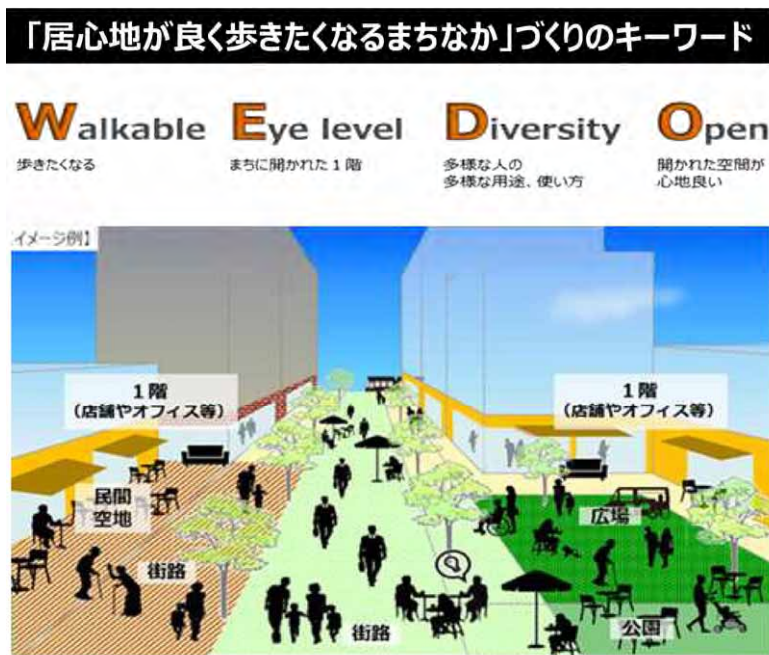 「居心地が良く歩きたくなるまちなか」づくりのキーワード
Walkable Eye level Diversity Open
歩きたくなる
まちに開かれた1階
多様な人の
多様な用途、使い方
開かれた空間が
心地良い
イメージ例】
1階
(店舗やオフィス等)
1階
(店舗やオフィス等)
民間
空地
広場
街路
街路
公園